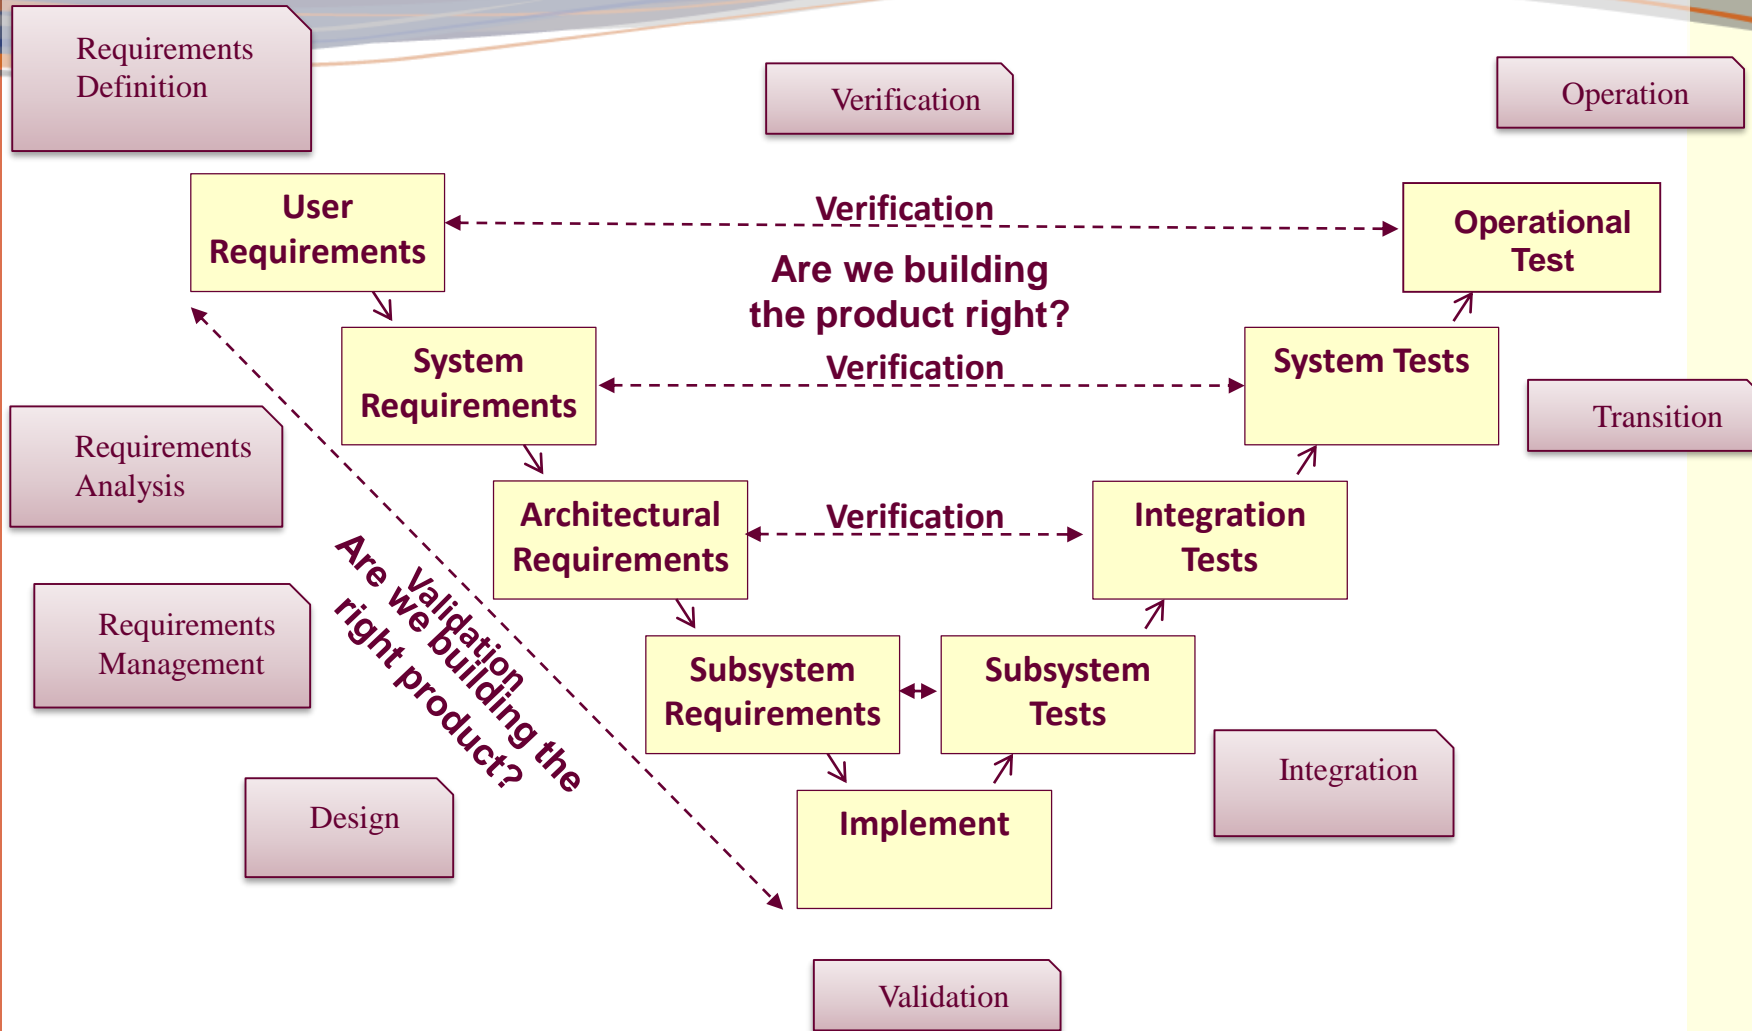 Requirements
Definition
Verification
Operation
User
Requirements
Verification
Operational
Test
Are we building
the product right?
System
Requirements
Verification
System Tests
Requirements
Analysis
Transition
Architectural
Requirements
Verification
Integration
Tests
Validation
Are we building the
right product?
Requirements
Management
Subsystem
Requirements
Subsystem
Tests
Integration
Design
Implement
Validation